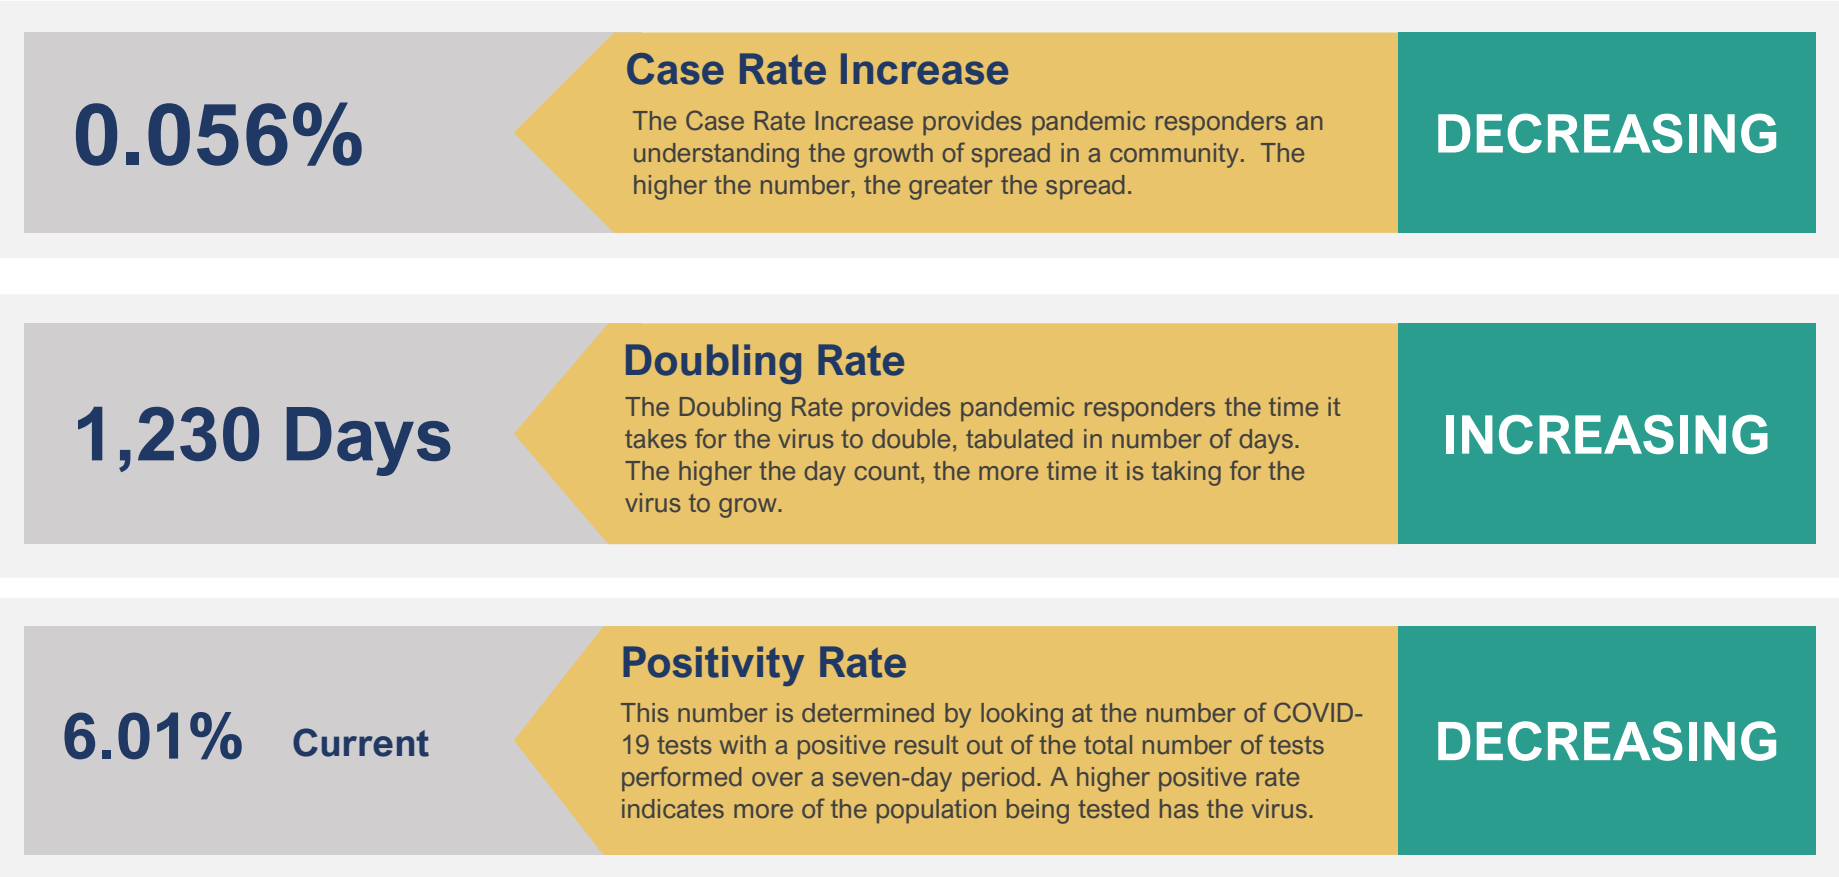 0.056%
Case Rate Increase
The Case Rate Increase provides pandemic responders an
understanding the growth of spread in a community.  The
higher the number, the greater the spread.
DECREASING
1,230 Days
Doubling Rate
The Doubling Rate provides pandemic responders the time it
takes for the virus to double, tabulated in number of days.
The higher the day count, the more time it is taking for the
virus to grow.
INCREASING
6.01% Current
Positivity Rate
This number is determined by looking at the number of COVID-
19 tests with a positive result out of the total number of tests
performed over a seven-day period. A higher positive rate
indicates more of the population being tested has the virus.
DECREASING